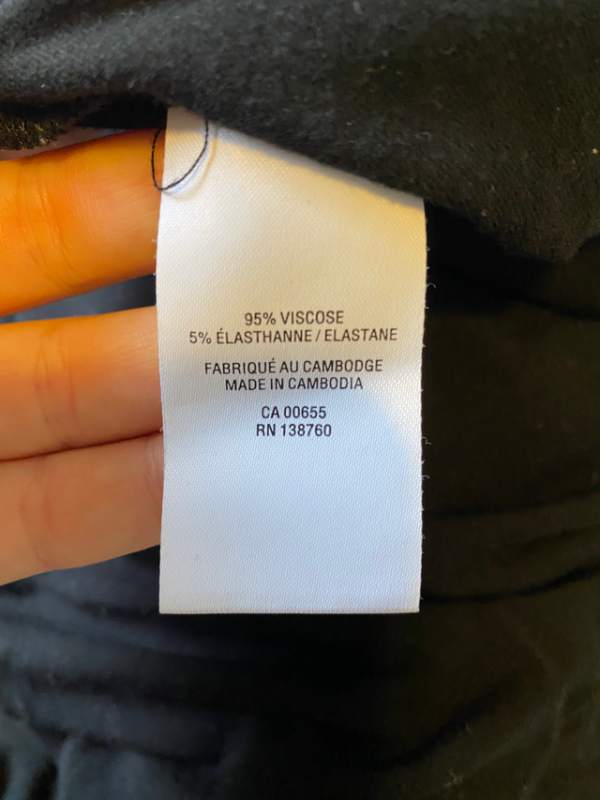 95% VISCOSE
5% ÉLASTHANNE / ELASTANE
FABRIQUÉ AU CAMBODGE
MADE IN CAMBODIA
CA 00655
RN 138760